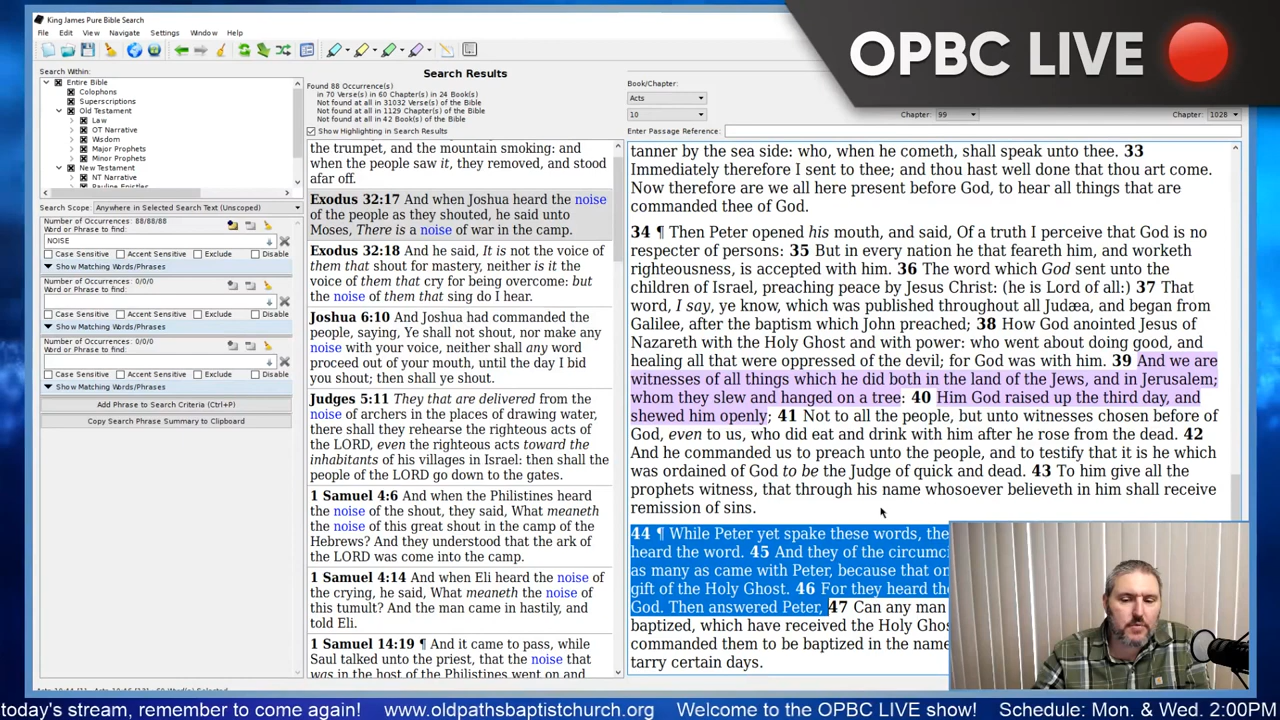 King James Pure Bible Search
OPBC LIVE
File Edit View Navigate Settings Window Help
Search Within:
Entire Bible
Colophons
Superscriptions
Old Testament
Law
OT Narrative
Wisdom
Major Prophets
Minor Prophets
New Testament
NT Narrative
Pauline Epistles
Search Scope: Anywhere in Selected Search Text (Unscoped)
Number of Occurrences: 88/88/88
Word or Phrase to find:
NOISE
Case Sensitive Accent Sensitive Exclude Disable
Show Matching Words/Phrases
Number of Occurrences: 0/0/0
Word or Phrase to find:
Case Sensitive Accent Sensitive Exclude Disable
Show Matching Words/Phrases
Number of Occurrences: 0/0/0
Word or Phrase to find:
Case Sensitive Accent Sensitive Exclude Disable
Show Matching Words/Phrases
Add Phrase to Search Criteria (Ctrl+P)
Copy Search Phrase Summary to Clipboard
Search Results
Found 88 Occurrence(s)
in 70 Verse(s) in 60 Chapter(s) in 24 Book(s)
Not found at all in 31032 Verse(s) of the Bible
Not found at all in 1129 Chapter(s) of the Bible
Not found at all in 42 Book(s) of the Bible
Show Highlighting in Search Results
the trumpet, and the mountain smoking: and
when the people saw it, they removed, and stood
afar off.
Exodus 32:17 And when Joshua heard the noise
of the people as they shouted, he said unto
Moses, There is a noise of war in the camp.
Exodus 32:18 And he said, It is not the voice of
them that shout for mastery, neither is it the
voice of them that cry for being overcome: but
the noise of them that sing do I hear.
Joshua 6:10 And Joshua had commanded the
people, saying, Ye shall not shout, nor make any
noise with your voice, neither shall any word
proceed out of your mouth, until the day I bid
you shout; then shall ye shout.
Judges 5:11 They that are delivered from the
noise of archers in the places of drawing water,
there shall they rehearse the righteous acts of
the LORD, even the righteous acts toward the
inhabitants of his villages in Israel: then shall the
people of the LORD go down to the gates.
1 Samuel 4:6 And when the Philistines heard
the noise of the shout, they said, What meaneth
the noise of this great shout in the camp of the
Hebrews? And they understood that the ark of
the LORD was come into the camp.
1 Samuel 4:14 And when Eli heard the noise of
the crying, he said, What meaneth the noise of
this tumult? And the man came in hastily, and
told Eli.
1 Samuel 14:19 ¶ And it came to pass, while
Saul talked unto the priest, that the noise that
was in the host of the Philistines went on and
Book/Chapter:
Acts
10 Chapter: 99 Chapter: 1028
Enter Passage Reference:
tanner by the sea side: who, when he cometh, shall speak unto thee. 33
Immediately therefore I sent to thee; and thou hast well done that thou art come.
Now therefore are we all here present before God, to hear all things that are
commanded thee of God.
34 ¶ Then Peter opened his mouth, and said, Of a truth I perceive that God is no
respecter of persons: 35 But in every nation he that feareth him, and worketh
righteousness, is accepted with him. 36 The word which God sent unto the
children of Israel, preaching peace by Jesus Christ: (he is Lord of all:) 37 That
word, I say, ye know, which was published throughout all Judæa, and began from
Galilee, after the baptism which John preached; 38 How God anointed Jesus of
Nazareth with the Holy Ghost and with power: who went about doing good, and
healing all that were oppressed of the devil; for God was with him. 39 And we are
witnesses of all things which he did both in the land of the Jews, and in Jerusalem;
whom they slew and hanged on a tree: 40 Him God raised up the third day, and
shewed him openly; 41 Not to all the people, but unto witnesses chosen before of
God, even to us, who did eat and drink with him after he rose from the dead. 42
And he commanded us to preach unto the people, and to testify that it is he which
was ordained of God to be the Judge of quick and dead. 43 To him give all the
prophets witness, that through his name whosoever believeth in him shall receive
remission of sins.
44 ¶ While Peter yet spake these words, the
heard the word. 45 And they of the circumci
as many as came with Peter, because that on
gift of the Holy Ghost. 46 For they heard the
God. Then answered Peter, 47 Can any man
baptized, which have received the Holy Ghos
commanded them to be baptized in the name
tarry certain days.
today's stream, remember to come again! www.oldpathsbaptistchurch.org Welcome to the OPBC LIVE show! Schedule: Mon. & Wed. 2:00PM